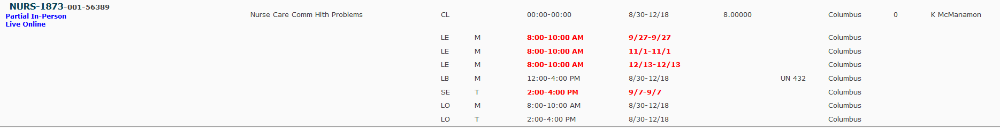 NURS-1873-001-56389
Partial In-Person
Live Online
Nurse Care Comm Hlth Problems CL 00:00-00:00 8/30-12/18 8.00000 Columbus 0 K McManamon
LE M 8:00-10:00 AM 9/27-9/27 Columbus
LE M 8:00-10:00 AM 11/1-11/1 Columbus
LE M 8:00-10:00 AM 12/13-12/13 Columbus
LB M 12:00-4:00 PM 8/30-12/18 UN 432 Columbus
SE T 2:00-4:00 PM 9/7-9/7 Columbus
LO M 8:00-10:00 AM 8/30-12/18 Columbus
LO T 2:00-4:00 PM 8/30-12/18 Columbus